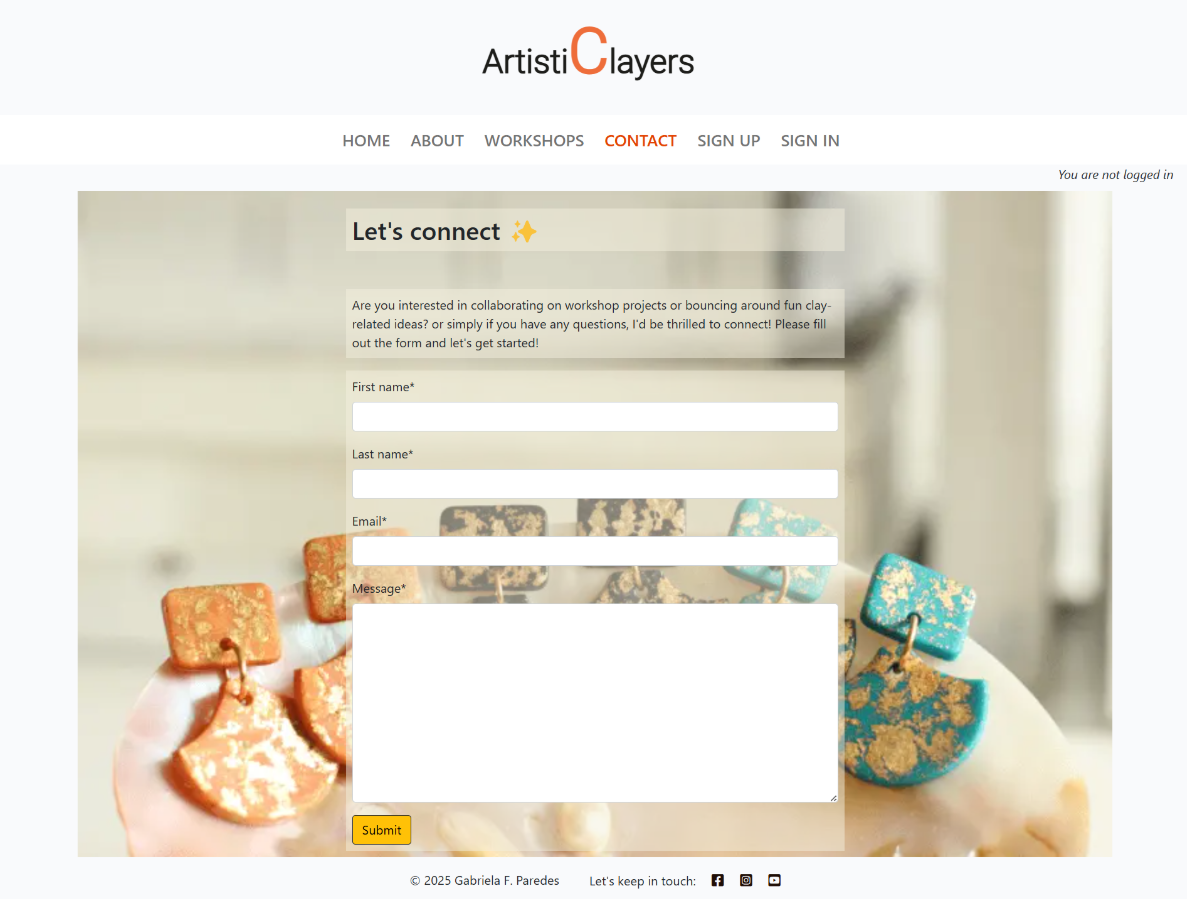 ArtistiClayers
HOME ABOUT WORKSHOPS CONTACT SIGN UP SIGN IN
You are not logged in
Let's connect ✨
Are you interested in collaborating on workshop projects or bouncing around fun clay-
related ideas? or simply if you have any questions, I'd be thrilled to connect! Please fill
out the form and let's get started!
First name*
Last name*
Email*
Message*
Submit
© 2025 Gabriela F. Paredes Let's keep in touch: